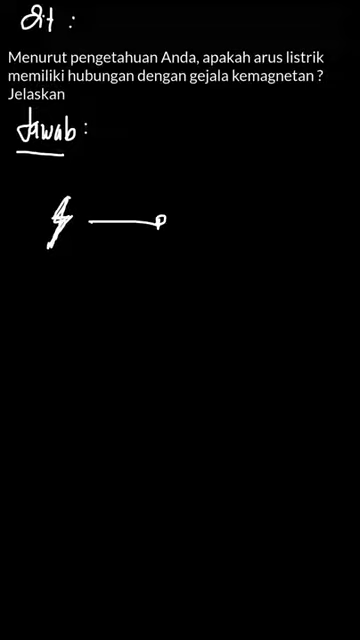 Dit :
Menurut pengetahuan Anda, apakah arus listrik
memiliki hubungan dengan gejala kemagnetan ?
Jelaskan
Jawab :